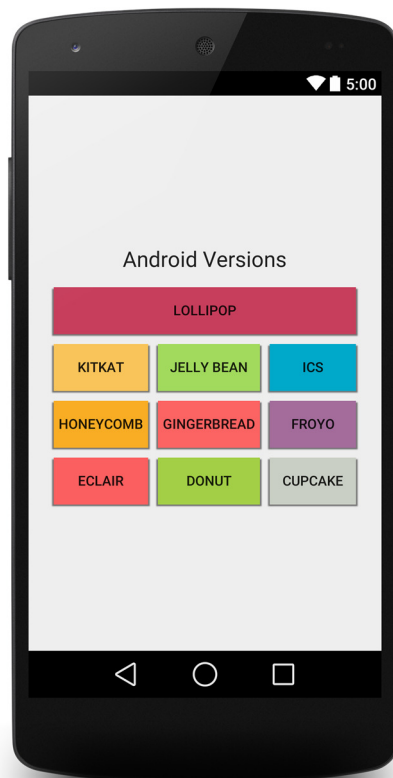 5:00
Android Versions
LOLLIPOP
KITKAT JELLY BEAN ICS
HONEYCOMB GINGERBREAD FROYO
ECLAIR DONUT CUPCAKE